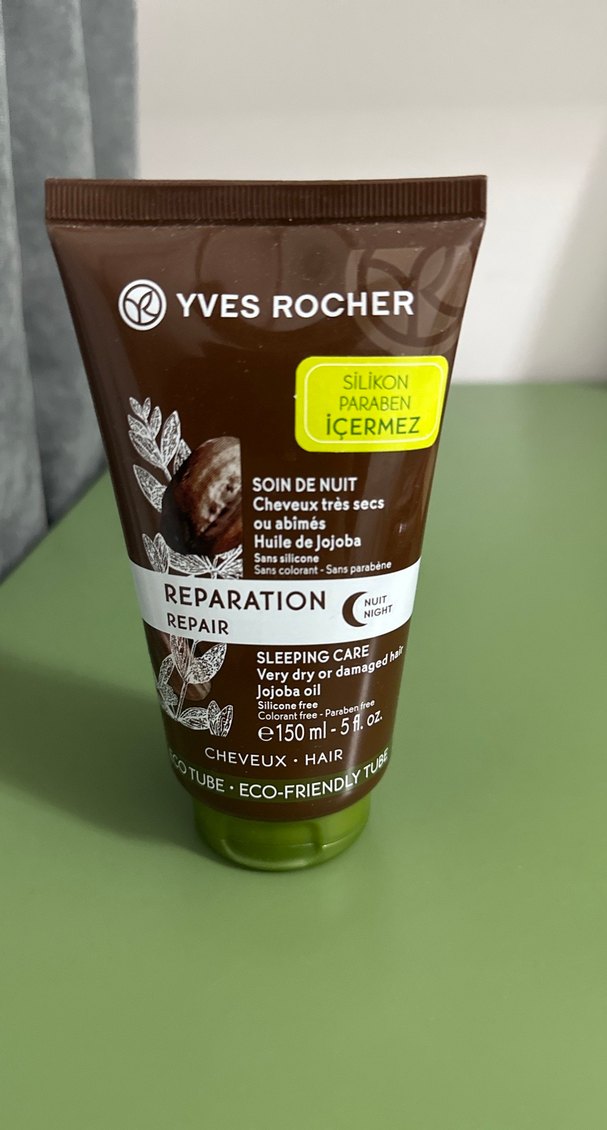 YVES ROCHER
SİLİKON
PARABEN
İÇERMEZ
SOIN DE NUIT
Cheveux très secs
ou abîmés
Huile de Jojoba
Sans silicone
Sans colorant - Sans parabène
REPARATION
REPAIR
NUIT
NIGHT
SLEEPING CARE
Very dry or damaged hair
Jojoba oil
Silicone free
Colorant free - Paraben free
℮150 ml - 5 fl. oz.
CHEVEUX • HAIR
ECO TUBE • ECO-FRIENDLY TUBE